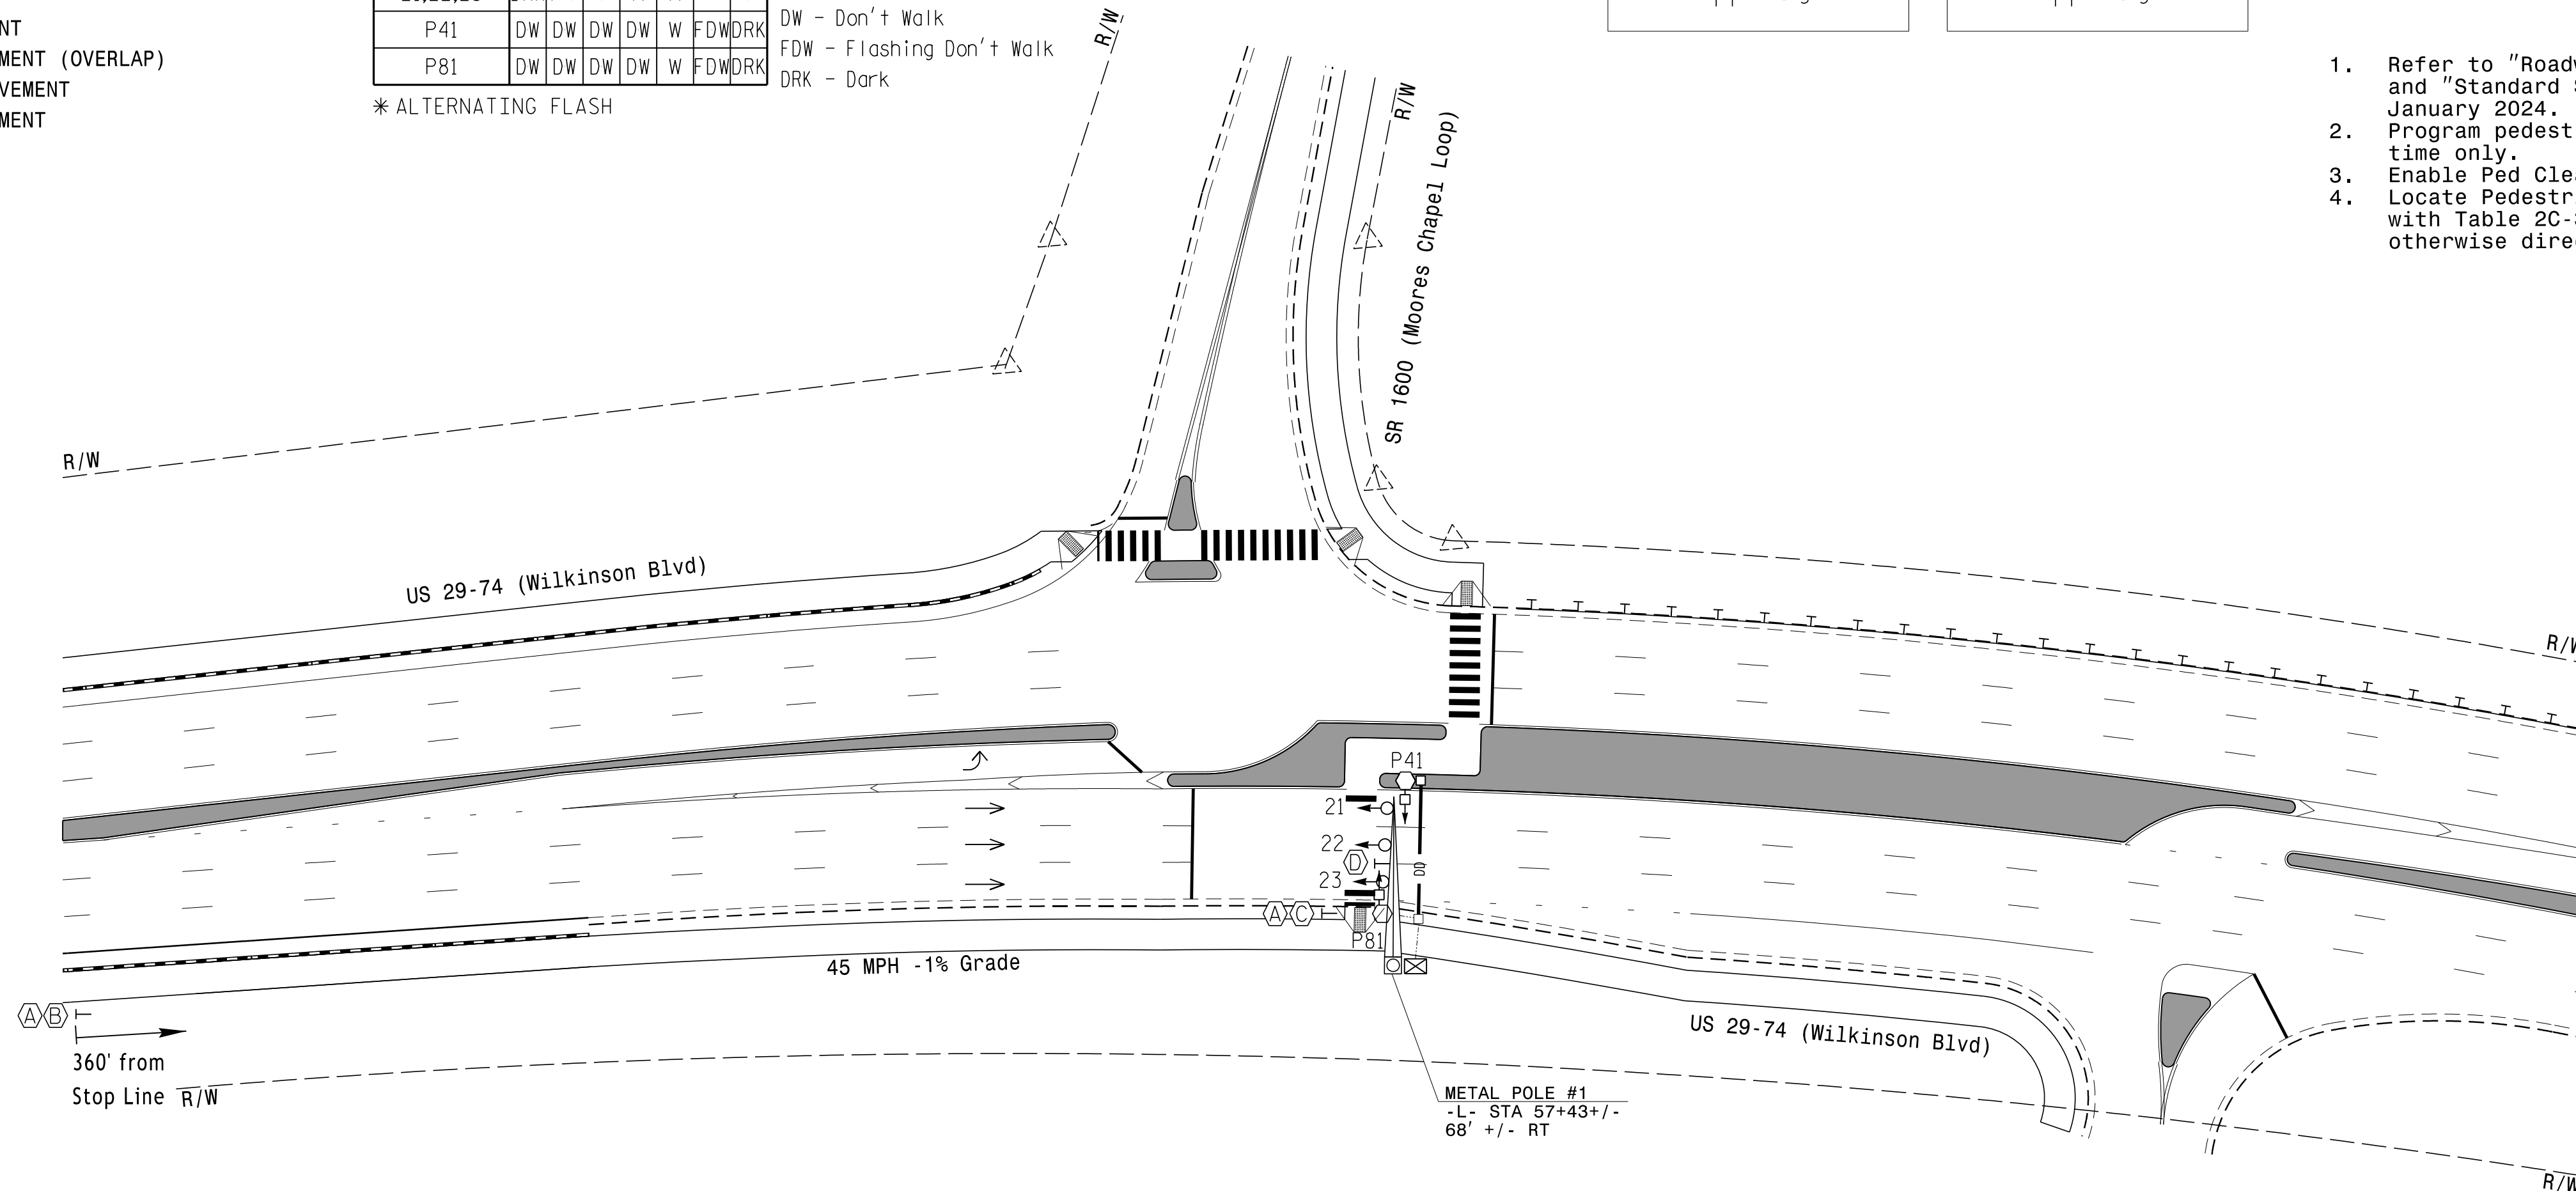 NT
MENT (OVERLAP)
VEMENT
MENT
P41 DW DW DW DW W FDW DRK
P81 DW DW DW DW W FDW DRK
* ALTERNATING FLASH
DW - Don't Walk
FDW - Flashing Don't Walk
DRK - Dark
R/W
R/W
SR 1600 (Moores Chapel Loop)
1. Refer to "Roadw
and "Standard S
January 2024.
2. Program pedest
time only.
3. Enable Ped Clea
4. Locate Pedestr
with Table 2C-
otherwise dire
R/W
US 29-74 (Wilkinson Blvd)
R/W
P41
21
22
D
23
A C
P81
45 MPH -1% Grade
A B
360' from
Stop Line
R/W
US 29-74 (Wilkinson Blvd)
METAL POLE #1
-L- STA 57+43+/-
68' +/- RT
R/W